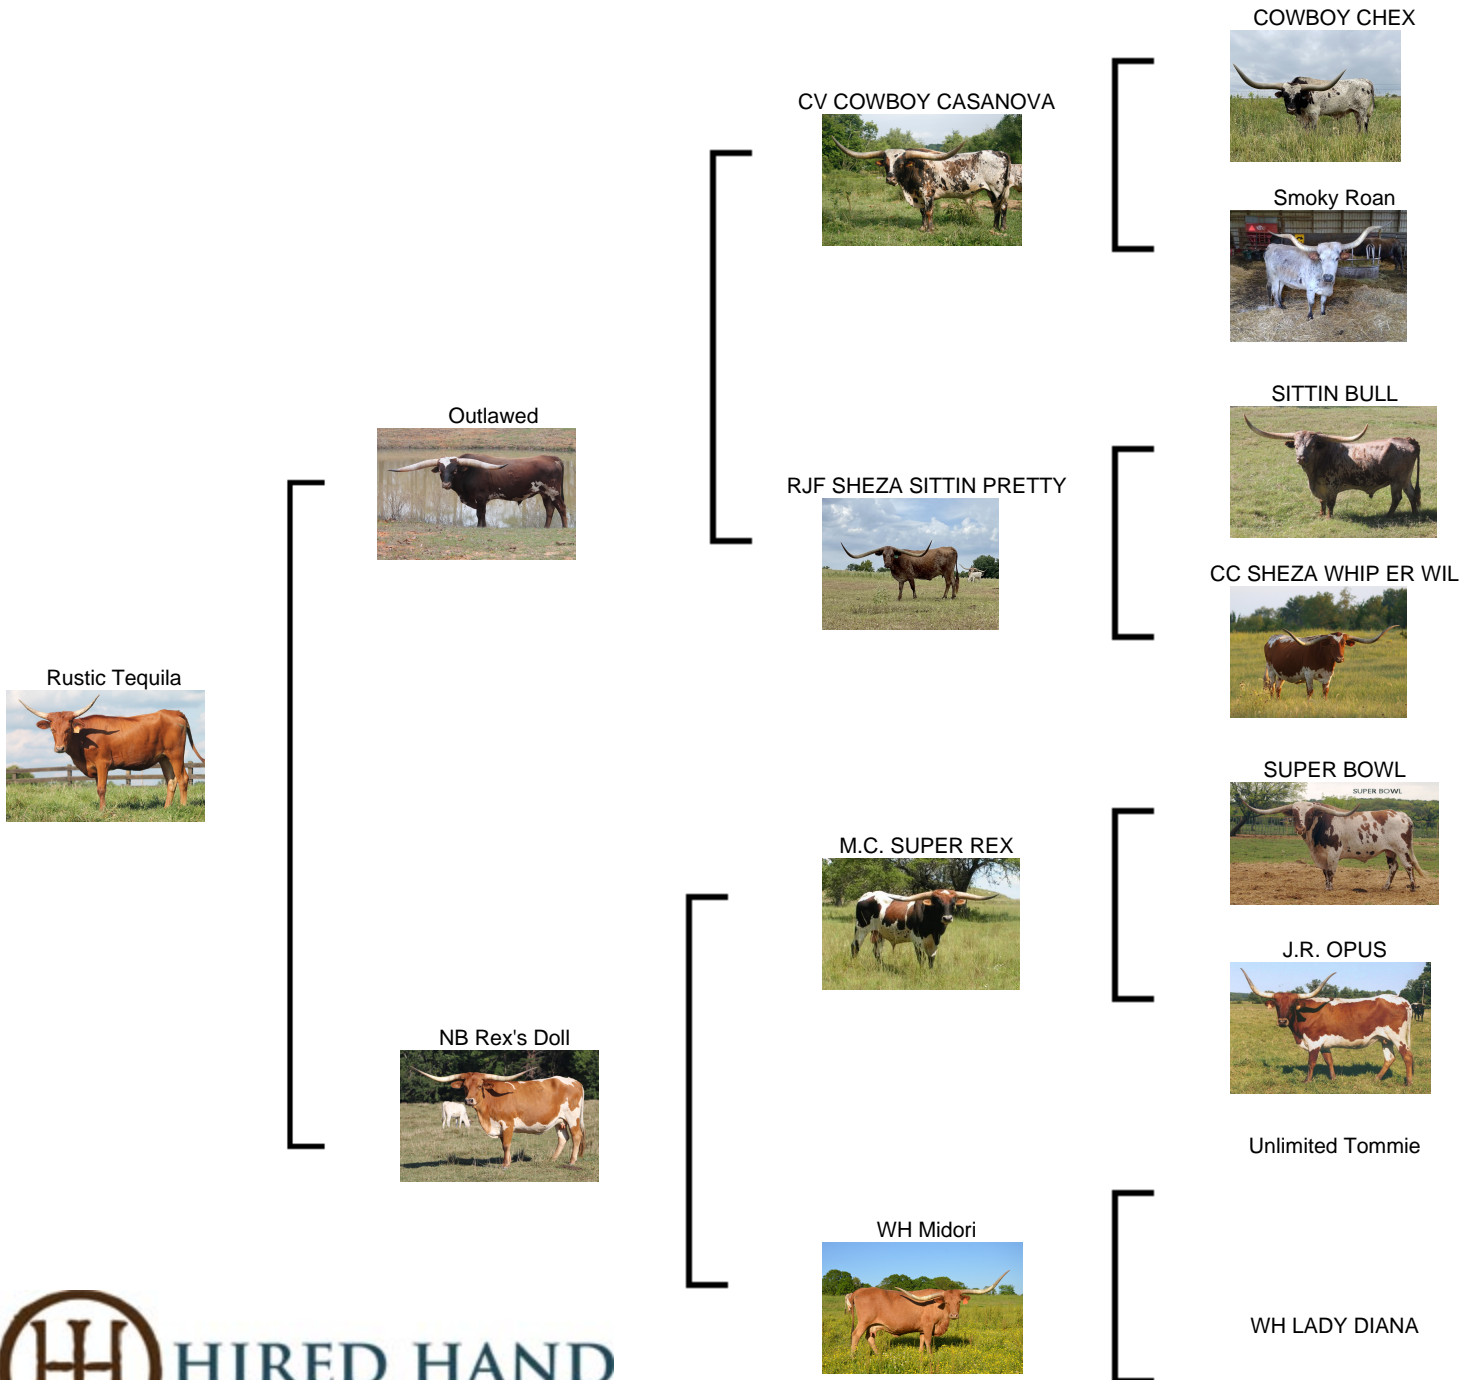 COWBOY CHEX
CV COWBOY CASANOVA
Smoky Roan
Outlawed
SITTIN BULL
RJF SHEZA SITTIN PRETTY
CC SHEZA WHIP ER WIL
Rustic Tequila
SUPER BOWL
SUPER BOWL
M.C. SUPER REX
J.R. OPUS
NB Rex's Doll
Unlimited Tommie
WH Midori
WH LADY DIANA
HIRED HAND